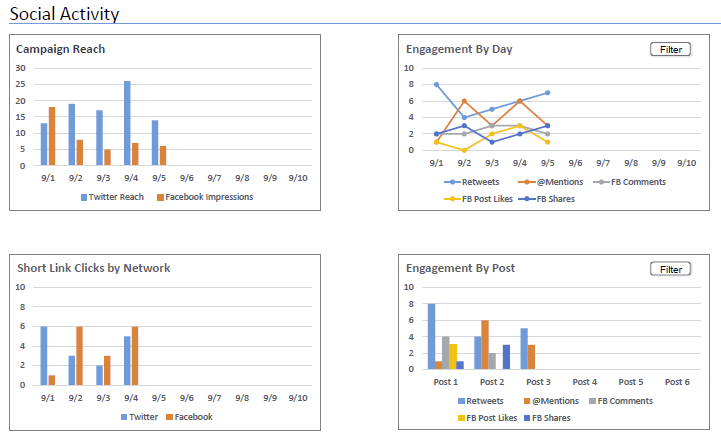 Social Activity
Campaign Reach
30
25
20
15
10
5
0
9/1 9/2 9/3 9/4 9/5 9/6 9/7 9/8 9/9 9/10
Twitter Reach Facebook Impressions
Engagement By Day
Filter
10
8
6
4
2
0
9/1 9/2 9/3 9/4 9/5 9/6 9/7 9/8 9/9 9/10
Retweets @Mentions FB Comments
FB Post Likes FB Shares
Short Link Clicks by Network
10
8
6
4
2
0
9/1 9/2 9/3 9/4 9/5 9/6 9/7 9/8 9/9 9/10
Twitter Facebook
Engagement By Post
Filter
10
8
6
4
2
0
Post 1 Post 2 Post 3 Post 4 Post 5 Post 6
Retweets @Mentions FB Comments
FB Post Likes FB Shares